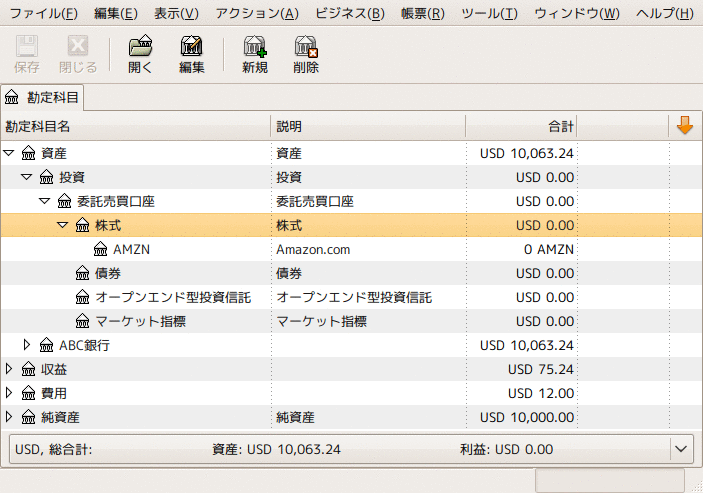 ファイル(F) 編集(E) 表示(V) アクション(A) ビジネス(B) 帳票(R) ツール(T) ウィンドウ(W) ヘルプ(H)
保存 閉じる 開く 編集 新規 削除
勘定科目
勘定科目名 説明 合計
資産 資産 USD 10,063.24
投資 投資 USD 0.00
委託売買口座 委託売買口座 USD 0.00
株式 株式 USD 0.00
AMZN Amazon.com 0 AMZN
債券 債券 USD 0.00
オープンエンド型投資信託 オープンエンド型投資信託 USD 0.00
マーケット指標 マーケット指標 USD 0.00
ABC銀行 USD 10,063.24
収益 USD 75.24
費用 USD 12.00
純資産 純資産 USD 10,000.00
USD, 総合計: 資産: USD 10,063.24 利益: USD 0.00